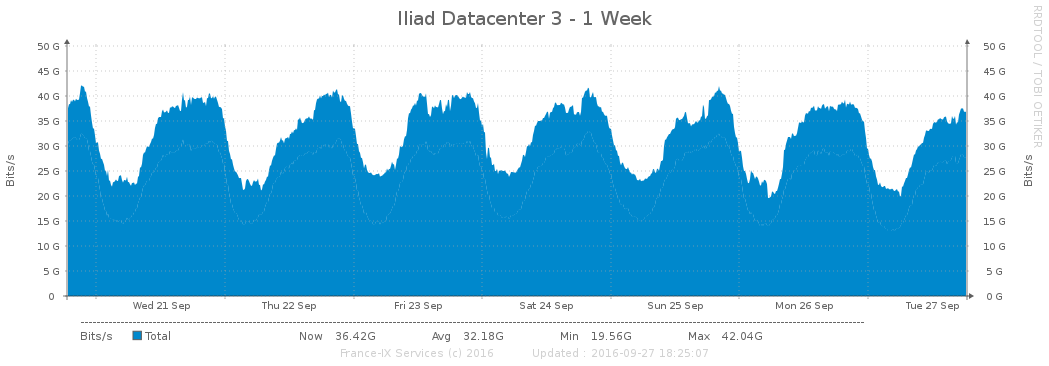 Iliad Datacenter 3 - 1 Week
RRDTOOL / TOBI OETIKER
50 G 50 G
45 G 45 G
40 G 40 G
35 G 35 G
30 G 30 G
25 G 25 G
20 G 20 G
15 G 15 G
10 G 10 G
5 G 5 G
0 0 G
Bits/s Bits/s
Wed 21 Sep Thu 22 Sep Fri 23 Sep Sat 24 Sep Sun 25 Sep Mon 26 Sep Tue 27 Sep
Bits/s Total Now 36.42G Avg 32.18G Min 19.56G Max 42.04G
France-IX Services (c) 2016 Updated : 2016-09-27 18:25:07